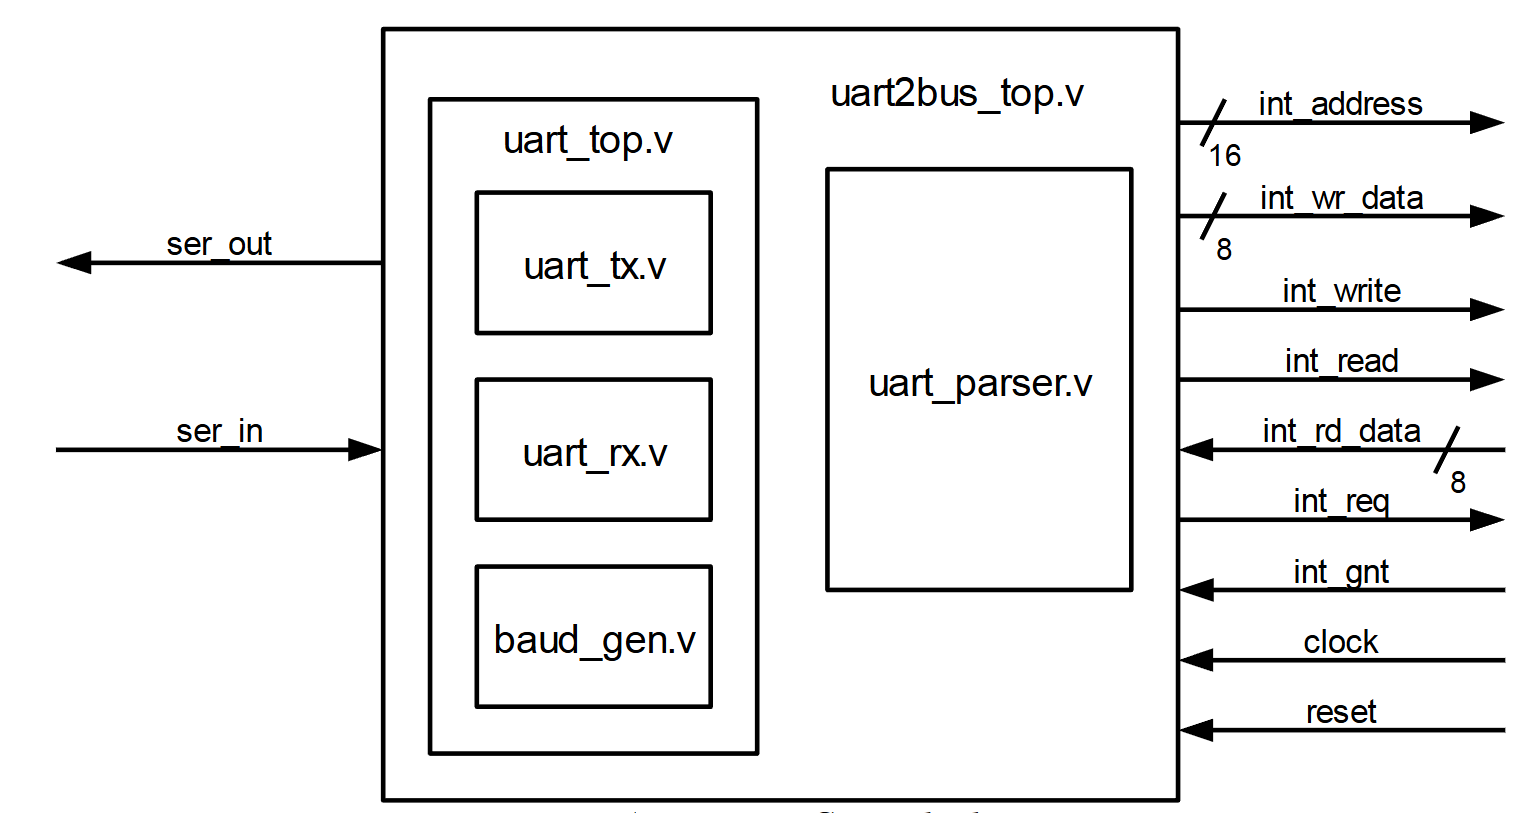 uart2bus_top.v
uart_top.v
uart_tx.v
uart_rx.v
baud_gen.v
uart_parser.v
ser_out
ser_in
int_address
16
int_wr_data
8
int_write
int_read
int_rd_data
8
int_req
int_gnt
clock
reset